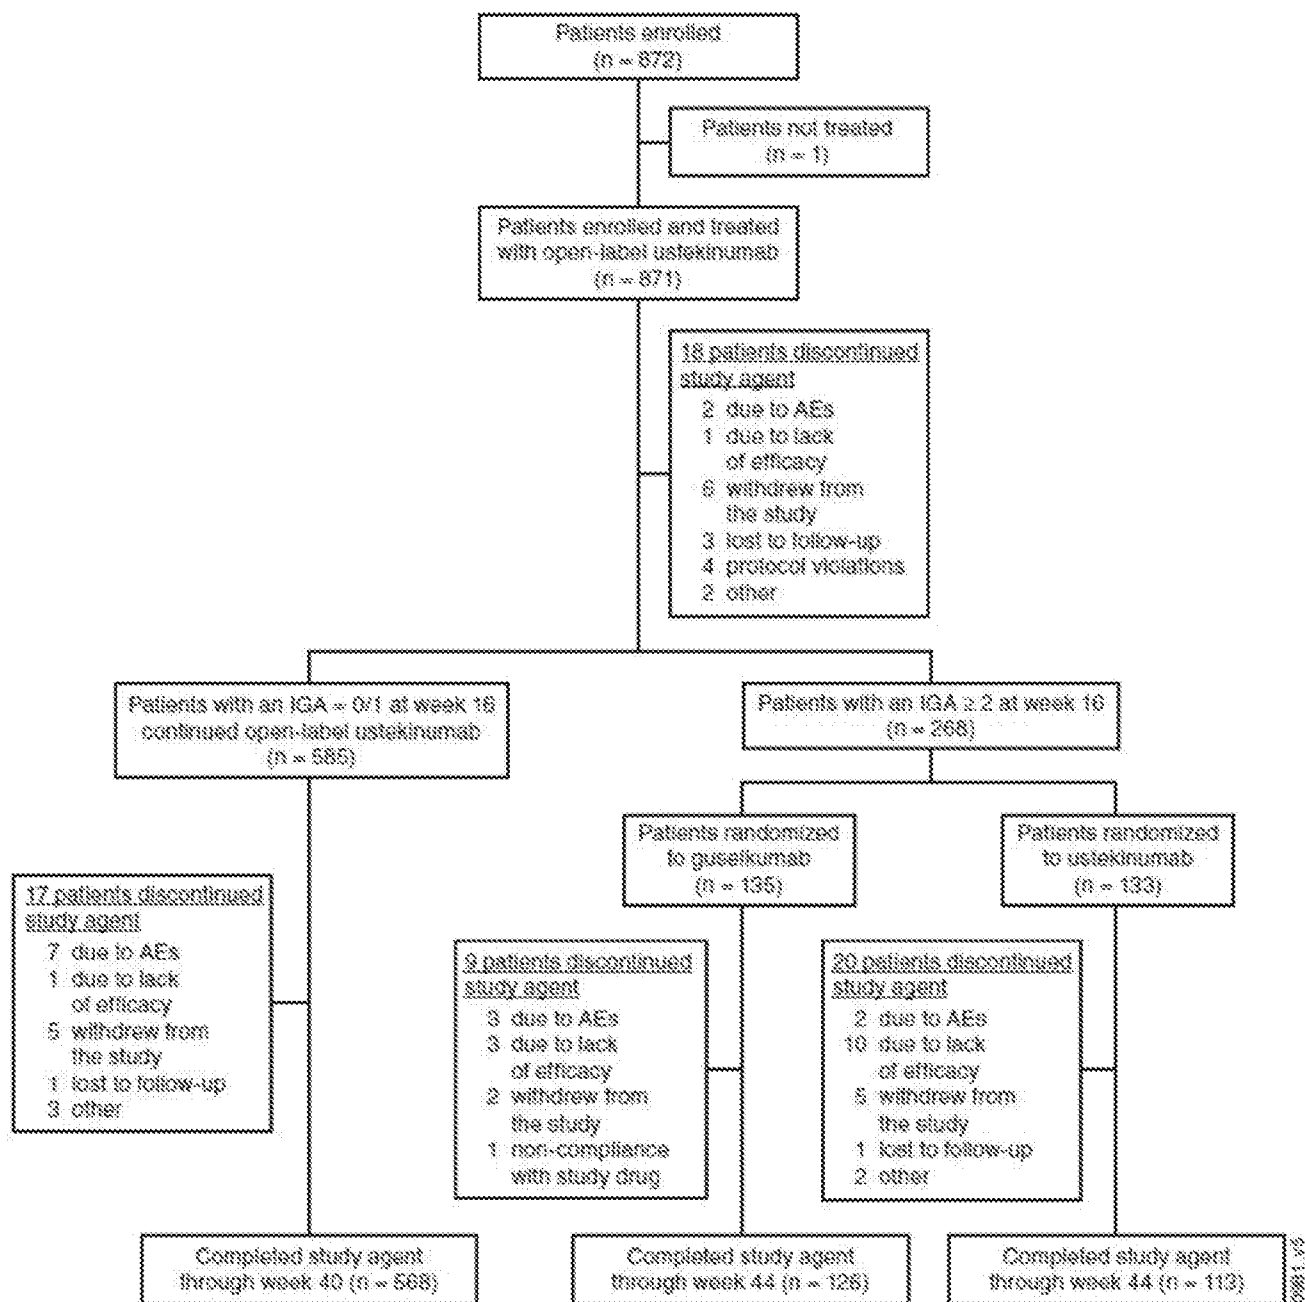 Patients enrolled
(n = 872)
Patients not treated
(n = 1)
Patients enrolled and treated
with open-label ustekinumab
(n = 871)
18 patients discontinued
study agent
2 due to AEs
1 due to lack
of efficacy
6 withdrew from
the study
3 lost to follow-up
4 protocol violations
2 other
Patients with an IGA = 0/1 at week 16
continued open-label ustekinumab
(n = 585)
Patients with an IGA ≥ 2 at week 16
(n = 268)
Patients randomized
to guselkumab
(n = 135)
Patients randomized
to ustekinumab
(n = 133)
17 patients discontinued
study agent
7 due to AEs
1 due to lack
of efficacy
5 withdrew from
the study
1 lost to follow-up
3 other
9 patients discontinued
study agent
3 due to AEs
3 due to lack
of efficacy
2 withdrew from
the study
1 non-compliance
with study drug
20 patients discontinued
study agent
2 due to AEs
10 due to lack
of efficacy
5 withdrew from
the study
1 lost to follow-up
2 other
Completed study agent
through week 40 (n = 568)
Completed study agent
through week 44 (n = 126)
Completed study agent
through week 44 (n = 113)